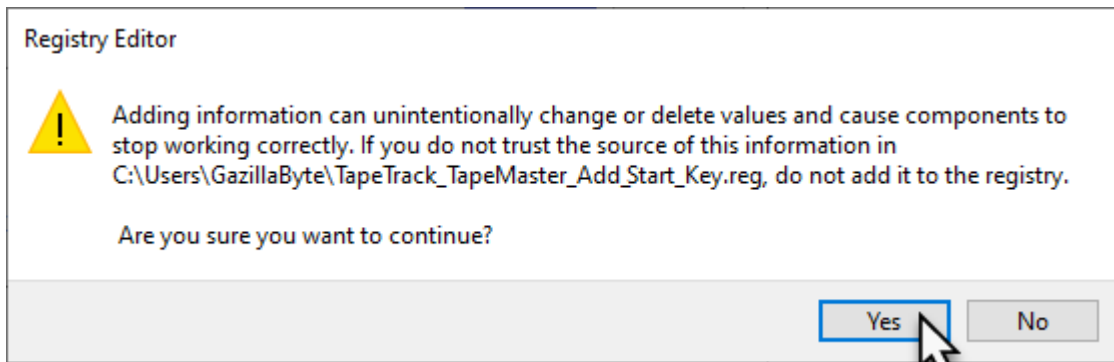 Registry Editor
Adding information can unintentionally change or delete values and cause components to
stop working correctly. If you do not trust the source of this information in
C:\Users\GazillaByte\TapeTrack_TapeMaster_Add_Start_Key.reg, do not add it to the registry.
Are you sure you want to continue?
Yes
No